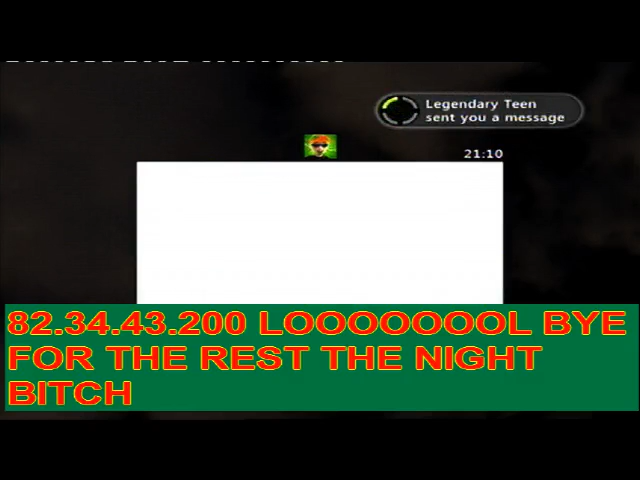 Legendary Teen
sent you a message
21:10
82.34.43.200 LOOOOOOOL BYE
FOR THE REST THE NIGHT
BITCH